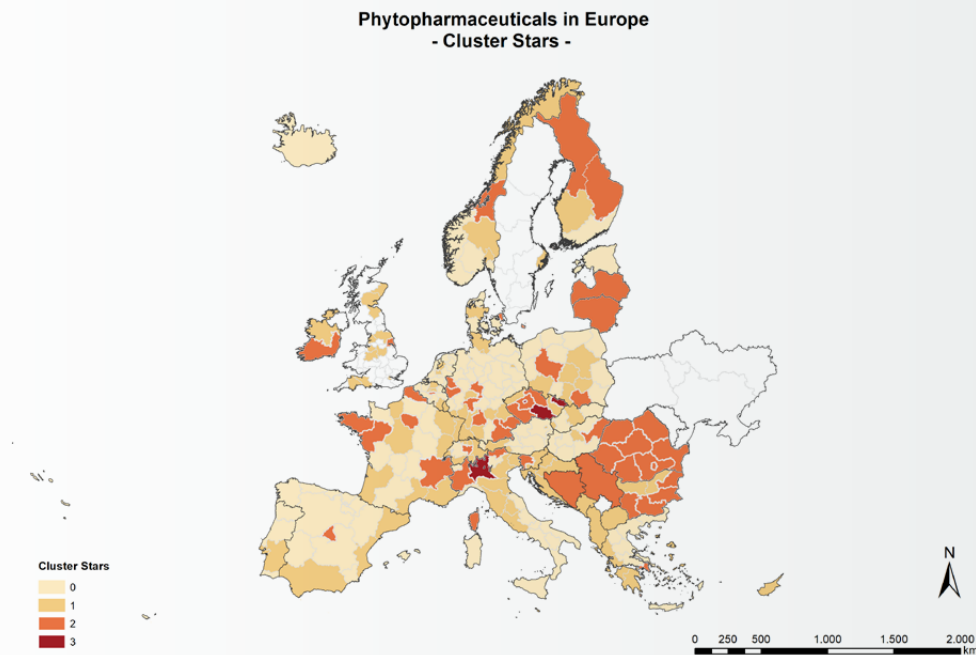 Phytopharmaceuticals in Europe
- Cluster Stars -
Cluster Stars
0
1
2
3
N
0 250 500 1.000 1.500 2.000
km